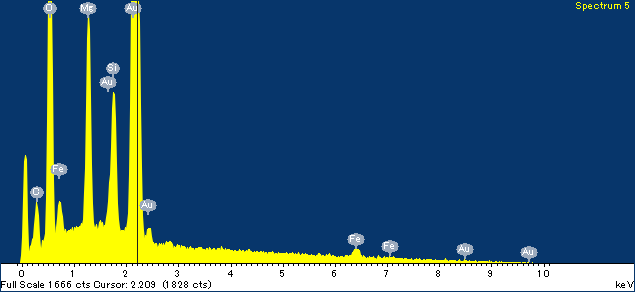 Spectrum 5
O Mg Au
Si
Au
Fe
C
Au
Fe Fe Au Au
0 1 2 3 4 5 6 7 8 9 10
Full Scale 1666 cts Cursor: 2.209 (1828 cts) keV